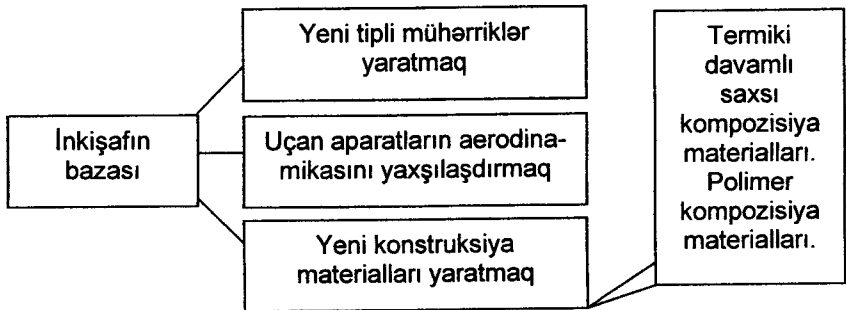 Yeni tipli mühərriklər
yaratmaq
İnkişafın
bazası
Uçan aparatların aerodina-
mikasını yaxşılaşdırmaq
Yeni konstruksiya
materialları yaratmaq
Termiki
davamlı
saxsı
kompozisiya
materialları.
Polimer
kompozisiya
materialları.